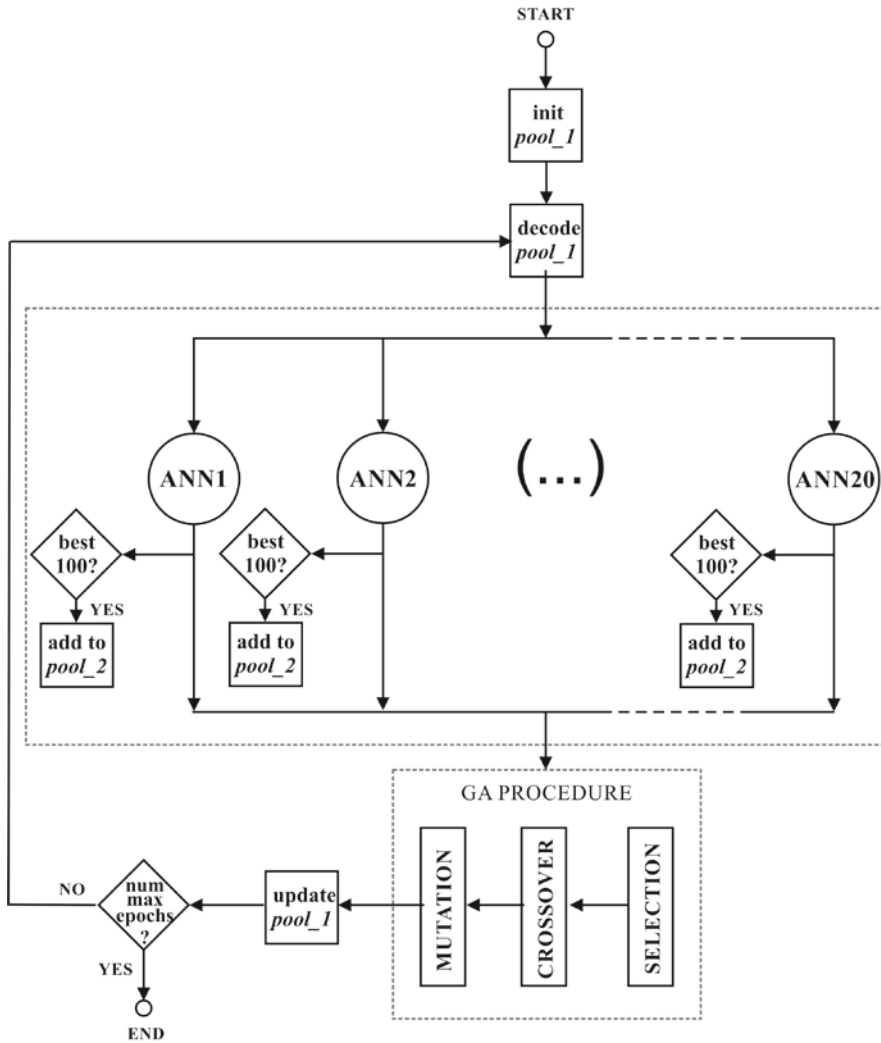 START
init
pool_1
decode
pool_1
ANN1
ANN2
(...)
ANN20
best
100?
YES
add to
pool_2
best
100?
YES
add to
pool_2
best
100?
YES
add to
pool_2
GA PROCEDURE
MUTATION
CROSSOVER
SELECTION
update
pool_1
num
max
epochs
?
NO
YES
END